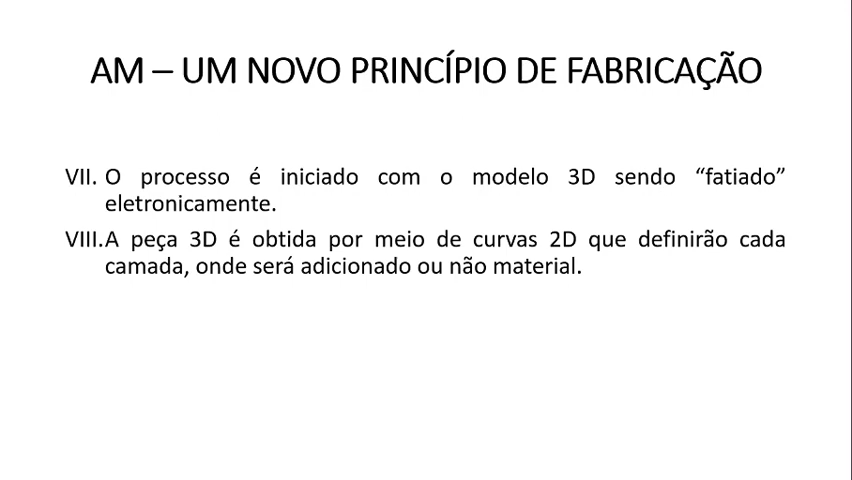 AM – UM NOVO PRINCÍPIO DE FABRICAÇÃO
VII. O processo é iniciado com o modelo 3D sendo “fatiado”
eletronicamente.
VIII.A peça 3D é obtida por meio de curvas 2D que definirão cada
camada, onde será adicionado ou não material.